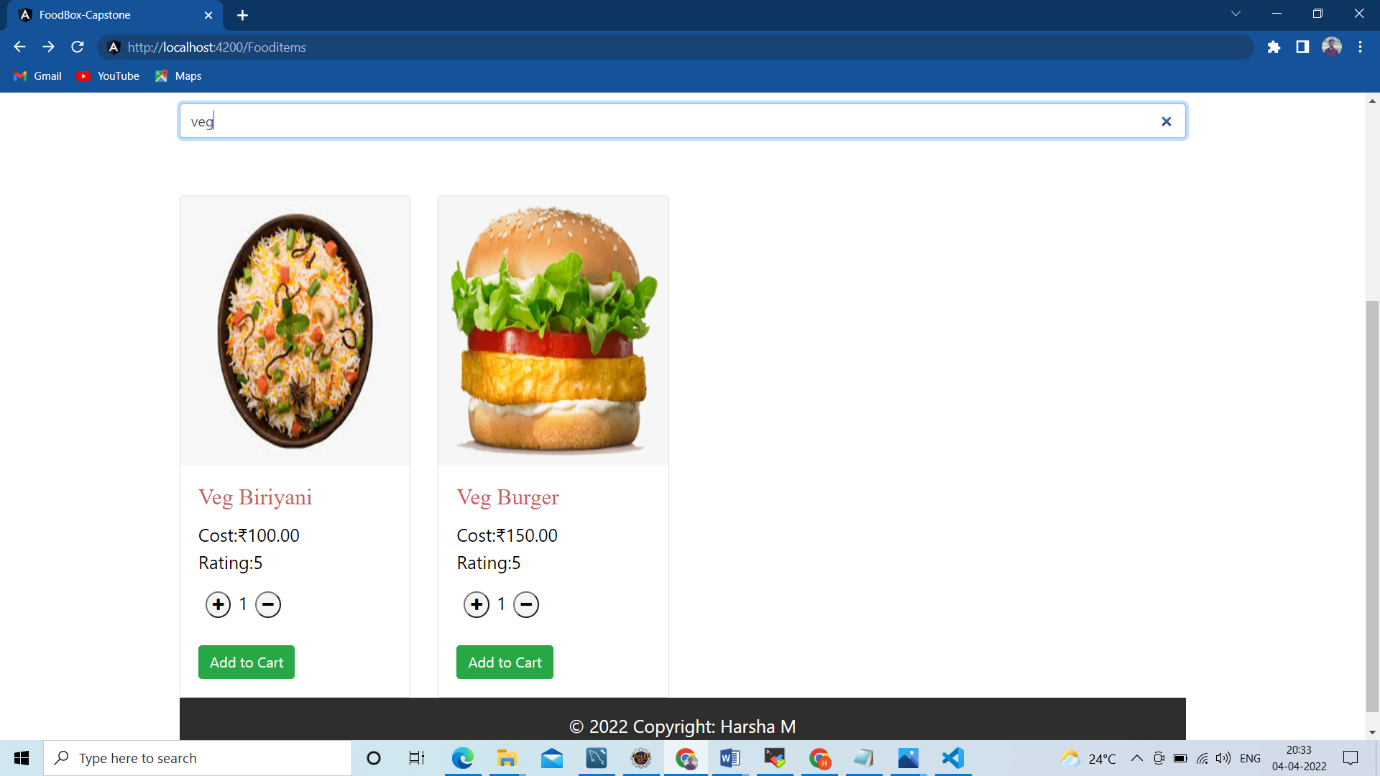 FoodBox-Capstone
http://localhost:4200/Fooditems
Gmail YouTube Maps
veg
Veg Biriyani
Cost:₹100.00
Rating:5
1
Add to Cart
Veg Burger
Cost:₹150.00
Rating:5
1
Add to Cart
© 2022 Copyright: Harsha M
Type here to search
24°C
ENG
20:33
04-04-2022